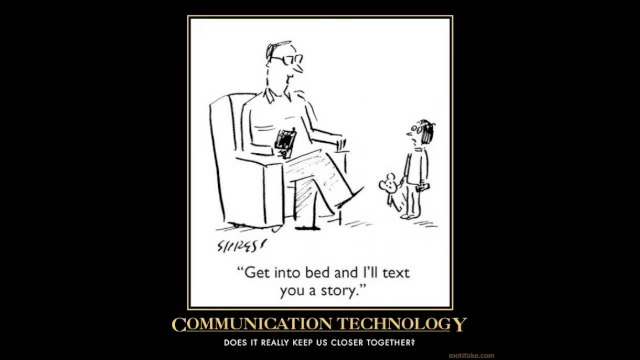 “Get into bed and I’ll text
you a story.”
COMMUNICATION TECHNOLOGY
DOES IT REALLY KEEP US CLOSER TOGETHER?
motifake.com